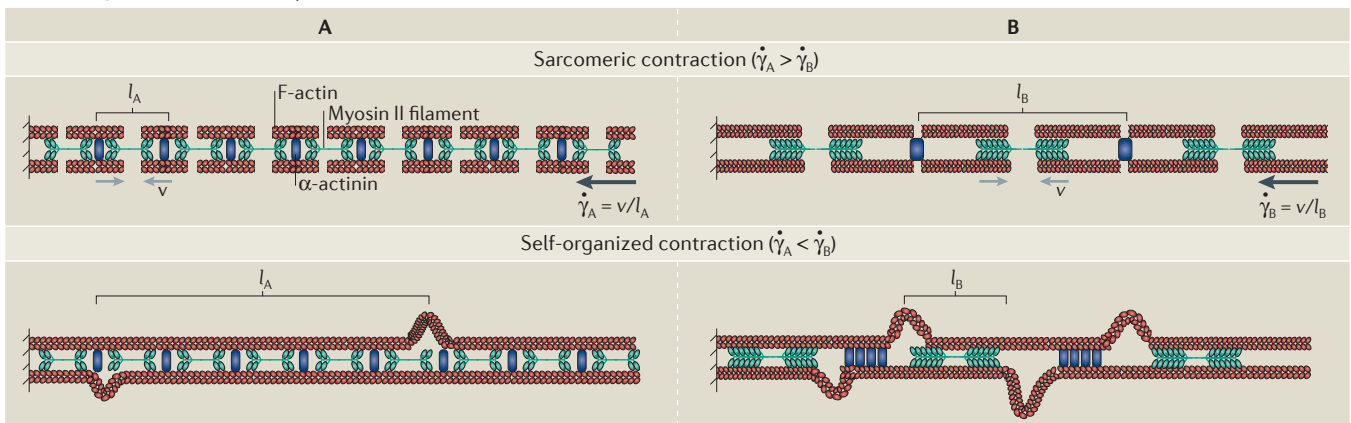 A B
Sarcomeric contraction (γ̇A > γ̇B)
lA F-actin Myosin II filament lB
v α-actinin v
γ̇A = v/lA γ̇B = v/lB
Self-organized contraction (γ̇A < γ̇B)
lA lB